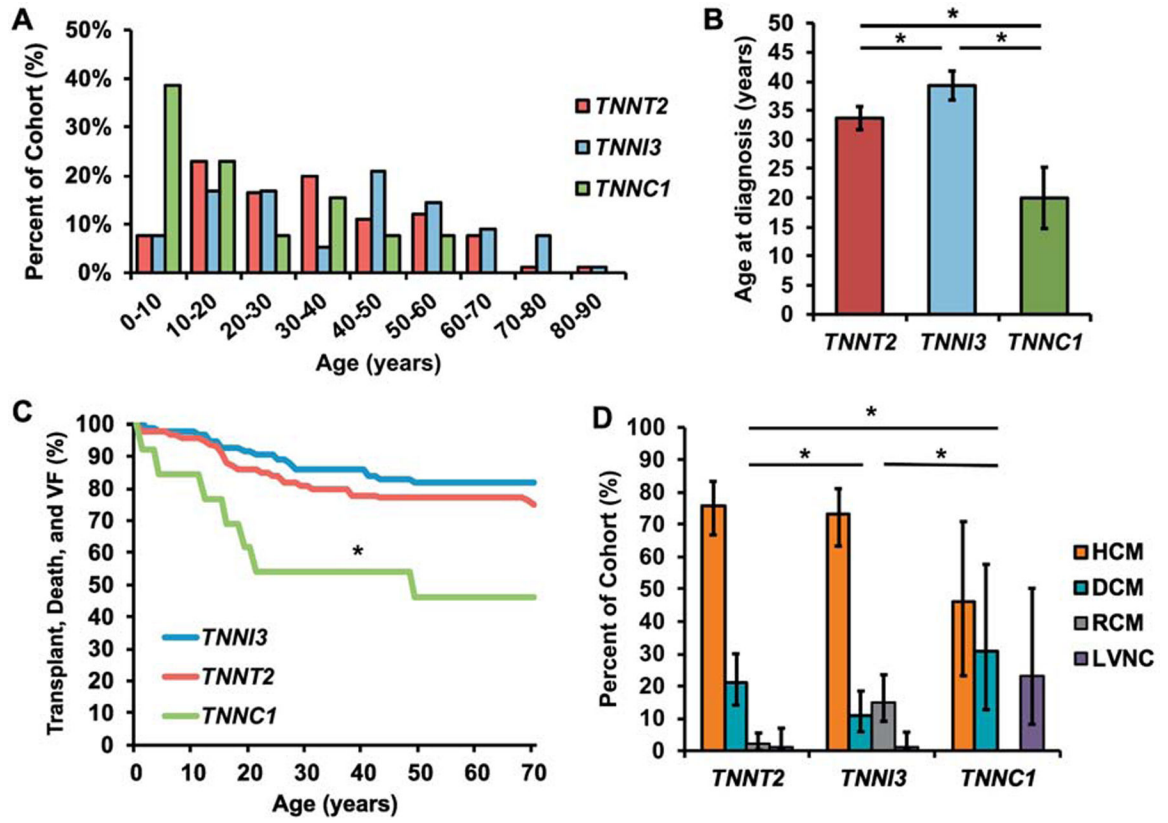 A
Percent of Cohort (%)
50%
40%
30%
20%
10%
0%
0-10
10-20
20-30
30-40
40-50
50-60
60-70
70-80
80-90
Age (years)
TNNT2
TNNI3
TNNC1
B
Age at diagnosis (years)
50
45
40
35
30
25
20
15
10
5
0
*
* *
TNNT2 TNNI3 TNNC1
C
Transplant, Death, and VF (%)
100
90
80
70
60
50
40
30
20
10
0
*
TNNI3
TNNT2
TNNC1
0 10 20 30 40 50 60 70
Age (years)
D
Percent of Cohort (%)
100
90
80
70
60
50
40
30
20
10
0
*
* *
TNNT2 TNNI3 TNNC1
HCM
DCM
RCM
LVNC